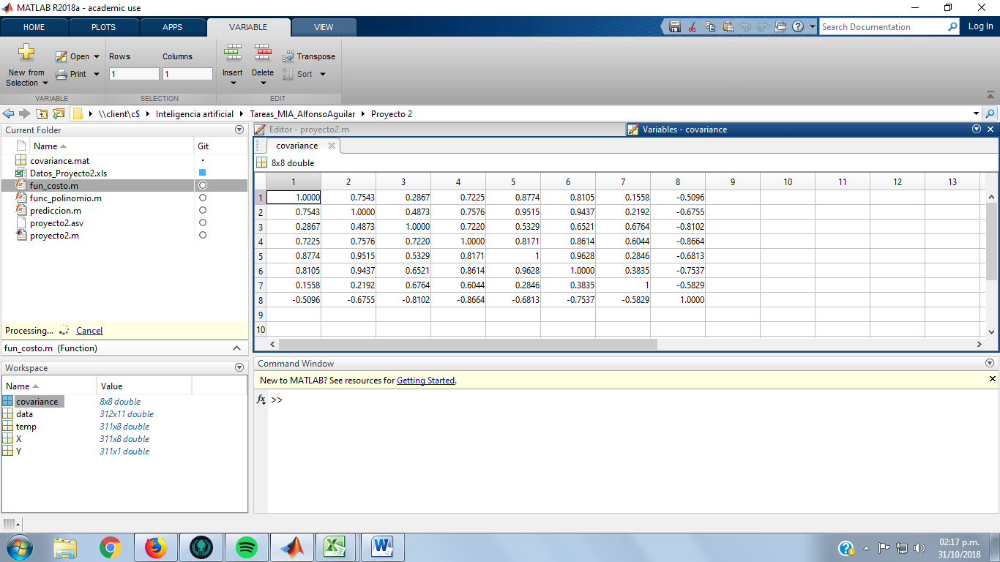 MATLAB R2018a - academic use
HOME PLOTS APPS VARIABLE VIEW
Search Documentation Log In
New from Selection Open Print
Rows Columns
1 1
Insert Delete Transpose Sort
VARIABLE SELECTION EDIT
\\client\c$ Inteligencia artificial Tareas_MIA_AlfonsoAguilar Proyecto 2
Current Folder
Name Git
covariance.mat
Datos_Proyecto2.xls
fun_costo.m
func_polinomio.m
prediccion.m
proyecto2.asv
proyecto2.m
Processing... Cancel
fun_costo.m (Function)
Workspace
Name Value
covariance 8x8 double
data 312x11 double
temp 311x8 double
X 311x8 double
Y 311x1 double
Editor - proyecto2.m Variables - covariance
covariance
8x8 double
1 2 3 4 5 6 7 8 9 10 11 12 13
1 1.0000 0.7543 0.2867 0.7225 0.8774 0.8105 0.1558 -0.5096
2 0.7543 1.0000 0.4873 0.7576 0.9515 0.9437 0.2192 -0.6755
3 0.2867 0.4873 1.0000 0.7220 0.5329 0.6521 0.6764 -0.8102
4 0.7225 0.7576 0.7220 1.0000 0.8171 0.8614 0.6044 -0.8664
5 0.8774 0.9515 0.5329 0.8171 1 0.9628 0.2846 -0.6813
6 0.8105 0.9437 0.6521 0.8614 0.9628 1.0000 0.3835 -0.7537
7 0.1558 0.2192 0.6764 0.6044 0.2846 0.3835 1 -0.5829
8 -0.5096 -0.6755 -0.8102 -0.8664 -0.6813 -0.7537 -0.5829 1.0000
9
10
Command Window
New to MATLAB? See resources for Getting Started.
fx >>
02:17 p.m.
31/10/2018